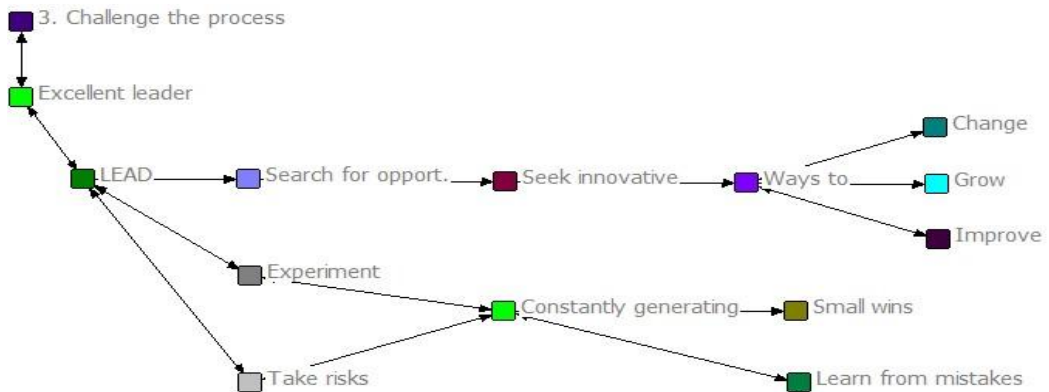 3. Challenge the process
Excellent leader
LEAD
Search for opport.
Seek innovative
Ways to
Change
Grow
Improve
Experiment
Constantly generating
Small wins
Take risks
Learn from mistakes